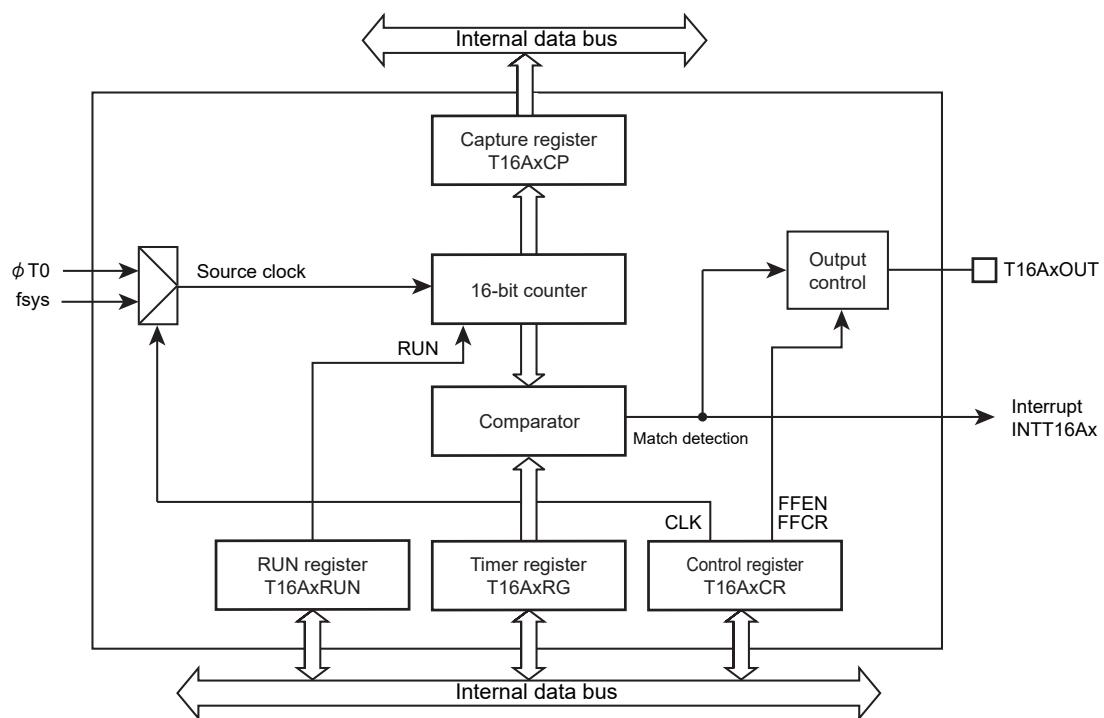 Internal data bus
Capture register
T16AxCP
ϕT0
fsys
Source clock
16-bit counter
Output
control
T16AxOUT
RUN
Comparator
Match detection
Interrupt
INTT16Ax
CLK
FFEN
FFCR
RUN register
T16AxRUN
Timer register
T16AxRG
Control register
T16AxCR
Internal data bus